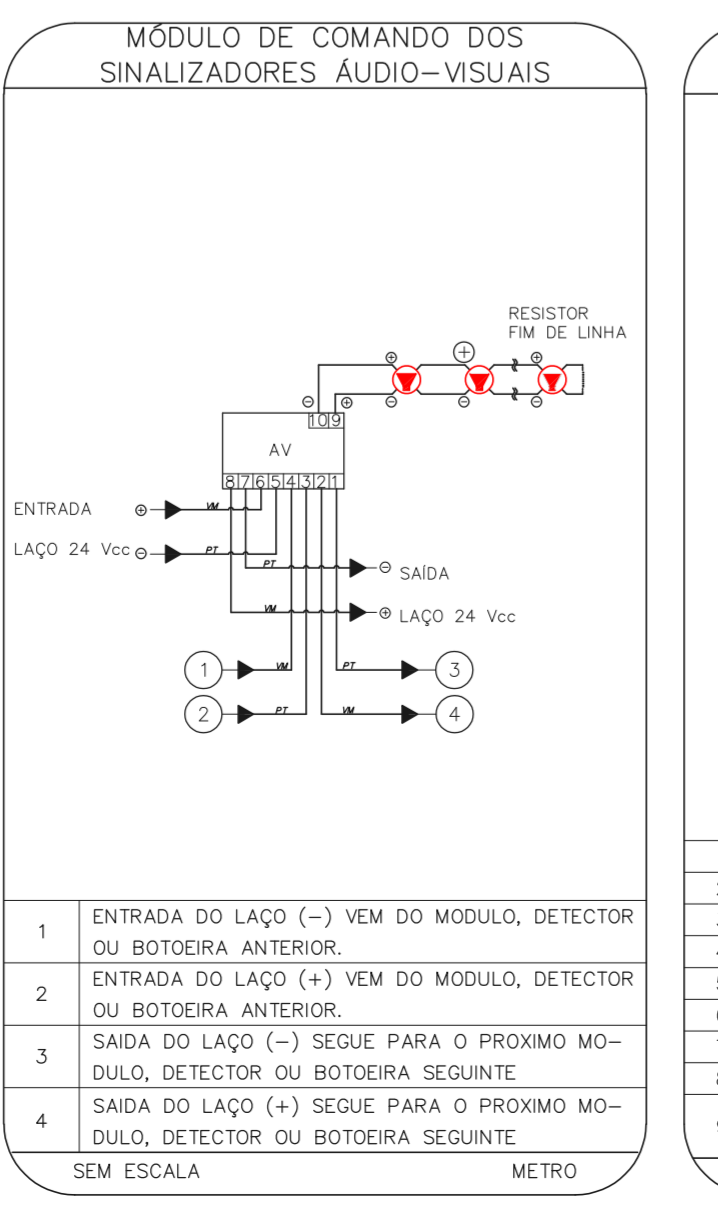 MÓDULO DE COMANDO DOS
SINALIZADORES ÁUDIO-VISUAIS
RESISTOR
FIM DE LINHA
+
+
+
-
+
-
-
-
10 9
AV
8 7 6 5 4 3 2 1
ENTRADA + VM
LAÇO 24 Vcc - PT
PT - SAÍDA
VM + LAÇO 24 Vcc
1 VM PT 3
2 PT VM 4
1 ENTRADA DO LAÇO (-) VEM DO MODULO, DETECTOR
OU BOTOEIRA ANTERIOR.
2 ENTRADA DO LAÇO (+) VEM DO MODULO, DETECTOR
OU BOTOEIRA ANTERIOR.
3 SAIDA DO LAÇO (-) SEGUE PARA O PROXIMO MO-
DULO, DETECTOR OU BOTOEIRA SEGUINTE
4 SAIDA DO LAÇO (+) SEGUE PARA O PROXIMO MO-
DULO, DETECTOR OU BOTOEIRA SEGUINTE
SEM ESCALA METRO